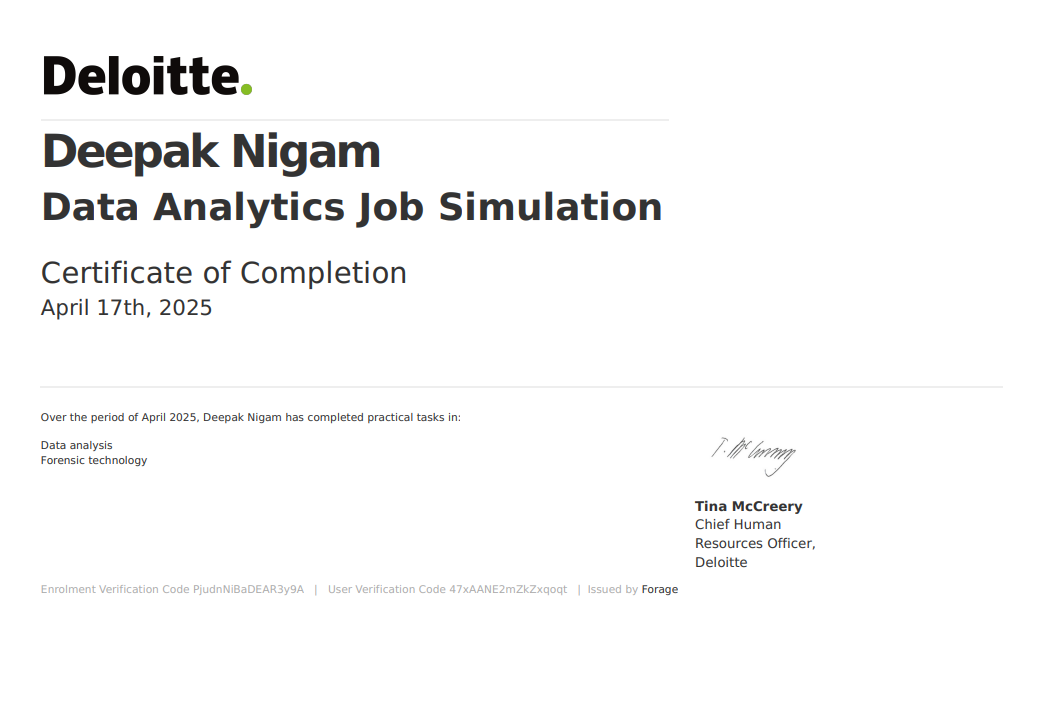 Deloitte.
Deepak Nigam
Data Analytics Job Simulation
Certificate of Completion
April 17th, 2025
Over the period of April 2025, Deepak Nigam has completed practical tasks in:
Data analysis
Forensic technology
T. McCreery
Tina McCreery
Chief Human
Resources Officer,
Deloitte
Enrolment Verification Code PjudnNiBaDEAR3y9A | User Verification Code 47xAANE2mZkZxqoqt | Issued by Forage